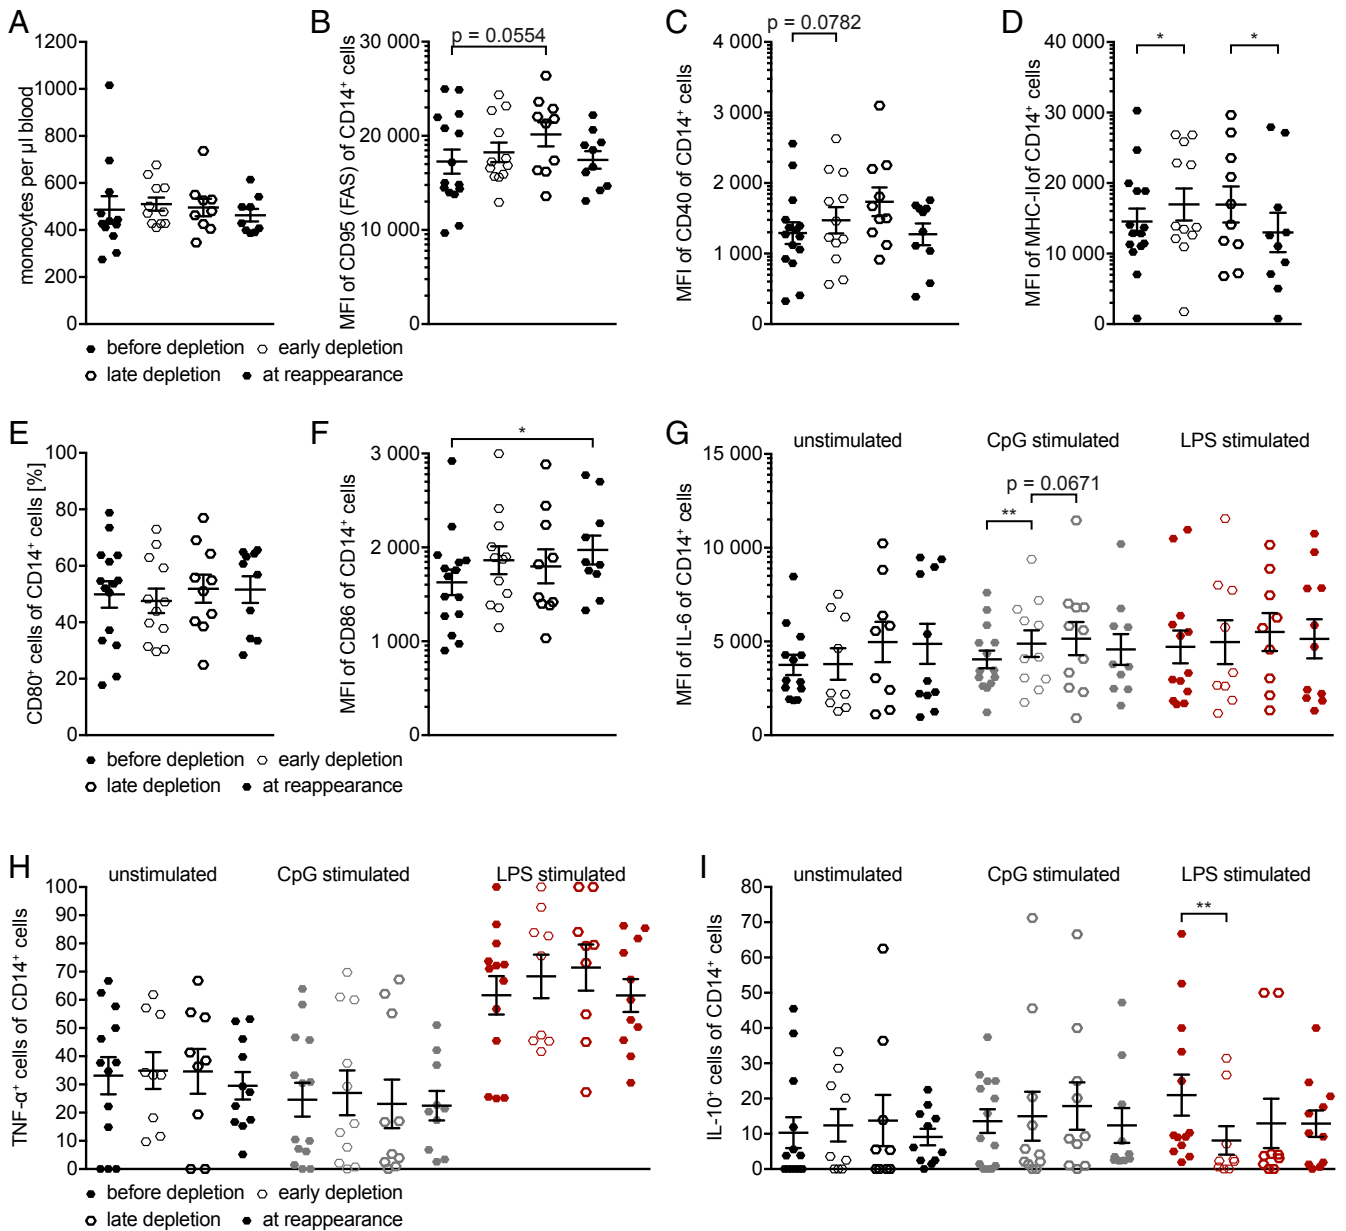 A
monocytes per µl blood
1200
1000
800
600
400
200
0
B
MFI of CD95 (FAS) of CD14⁺ cells
30 000
20 000
10 000
0
p = 0.0554
C
MFI of CD40 of CD14⁺ cells
4 000
3 000
2 000
1 000
0
p = 0.0782
D
MFI of MHC-II of CD14⁺ cells
40 000
30 000
20 000
10 000
0
* *
before depletion early depletion
late depletion at reappearance
E
CD80⁺ cells of CD14⁺ cells [%]
100
80
60
40
20
0
F
MFI of CD86 of CD14⁺ cells
3 000
2 000
1 000
0
*
G
unstimulated CpG stimulated LPS stimulated
MFI of IL-6 of CD14⁺ cells
15 000
10 000
5 000
0
p = 0.0671
**
before depletion early depletion
late depletion at reappearance
H
unstimulated CpG stimulated LPS stimulated
TNF-α⁺ cells of CD14⁺ cells
100
90
80
70
60
50
40
30
20
10
0
I
unstimulated CpG stimulated LPS stimulated
IL-10⁺ cells of CD14⁺ cells
80
70
60
50
40
30
20
10
0
**
before depletion early depletion
late depletion at reappearance